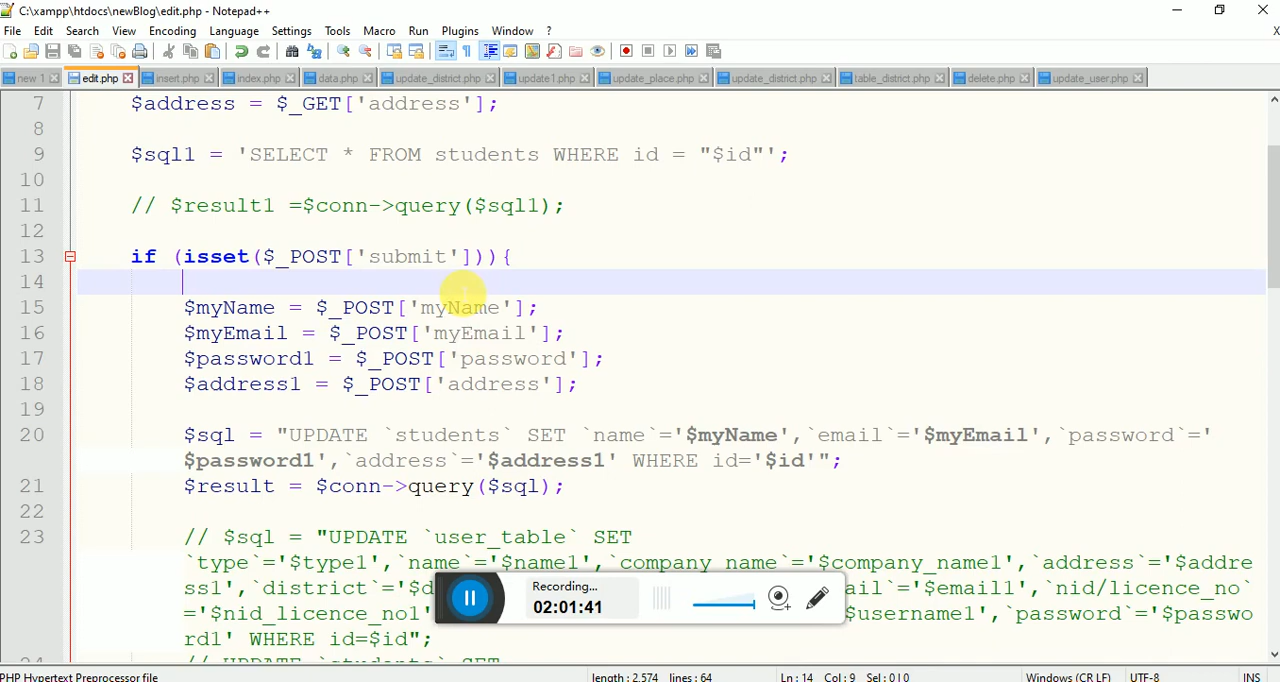 C:\xampp\htdocs\newBlog\edit.php - Notepad++
File Edit Search View Encoding Language Settings Tools Macro Run Plugins Window ? X
new 1 edit.php insert.php index.php data.php update_district.php update1.php update_place.php update_district.php table_district.php delete.php update_user.php
7 $address = $_GET['address'];
8
9 $sql1 = 'SELECT * FROM students WHERE id = "$id"';
10
11 // $result1 =$conn->query($sql1);
12
13 if (isset($_POST['submit'])){
14
15 $myName = $_POST['myName'];
16 $myEmail = $_POST['myEmail'];
17 $password1 = $_POST['password'];
18 $address1 = $_POST['address'];
19
20 $sql = "UPDATE `students` SET `name`='$myName',`email`='$myEmail',`password`='
$password1',`address`='$address1' WHERE id='$id'";
21 $result = $conn->query($sql);
22
23 // $sql = "UPDATE `user_table` SET
`type`='$type1',`name`='$name1',`company_name`='$company_name1',`address`='$addre
ss1',`district`='$d ail`='$email1',`nid/licence_no`
='$nid_licence_no1' $username1',`password`='$passwo
rd1' WHERE id=$id";
// UPDATE `students` SET
Recording...
02:01:41
PHP Hypertext Preprocessor file length : 2,574 lines : 64 Ln : 14 Col : 9 Sel : 0 | 0 Windows (CR LF) UTF-8 INS